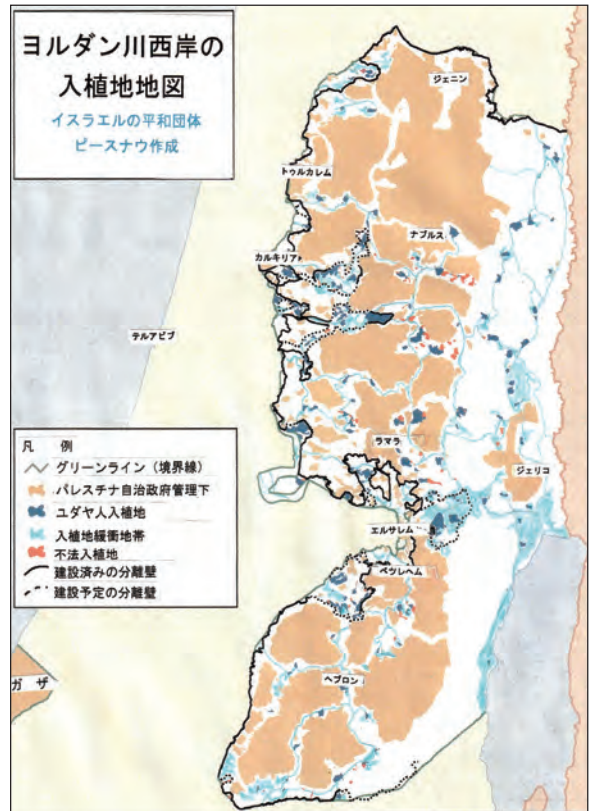 ヨルダン川西岸の
入植地地図
イスラエルの平和団体
ピースナウ作成
ジェニン
トゥルカレム
ナブルス
カルキリア
テルアビブ
ラマラ
ジェリコ
エルサレム
ベツレヘム
ヘブロン
ガザ
凡 例
グリーンライン（境界線）
パレスチナ自治政府管理下
ユダヤ人入植地
入植地緩衝地帯
不法入植地
建設済みの分離壁
建設予定の分離壁